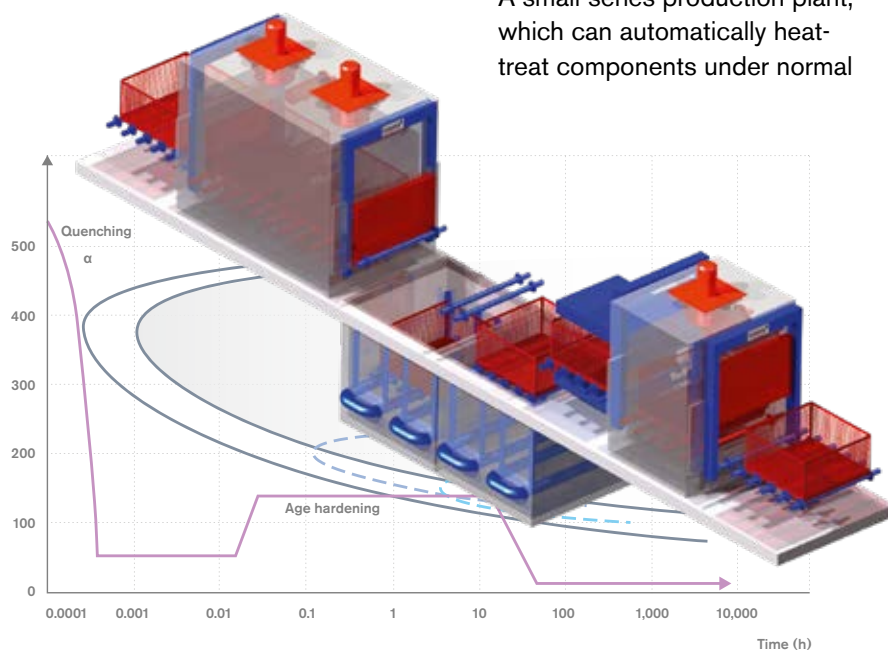 A small series production plant,
which can automatically heat-
treat components under normal
Quenching
α
500
400
300
200
100
0
Age hardening
0.0001 0.001 0.01 0.1 1 10 100 1,000 10,000
Time (h)